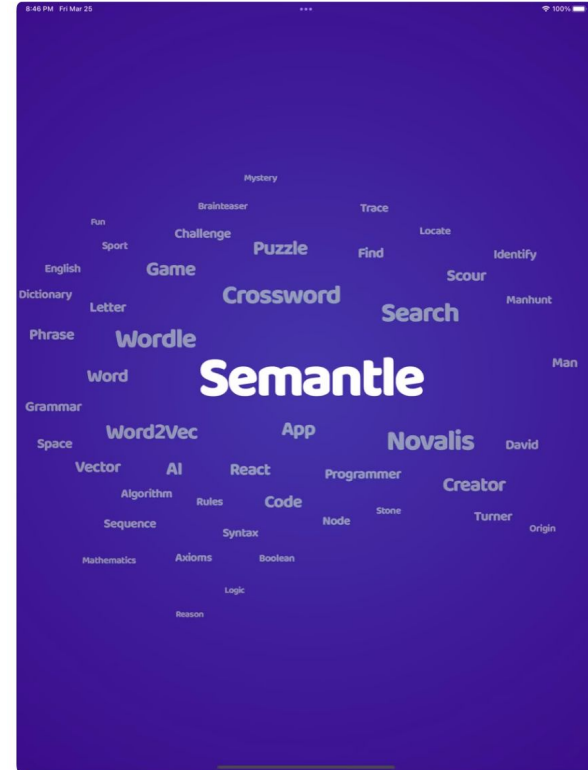 8:46 PM Fri Mar 25 100%
Mystery
Brainteaser Trace
Fun
Challenge Locate
Sport Puzzle Find Identify
English Game Scour
Dictionary Crossword Manhunt
Letter Search
Phrase Wordle
Man
Word Semantle
Grammar
Space Word2Vec App Novalis David
Vector AI React Programmer
Creator
Algorithm Rules Code
Stone
Sequence Node Turner
Syntax Origin
Mathematics Axioms Boolean
Logic
Reason